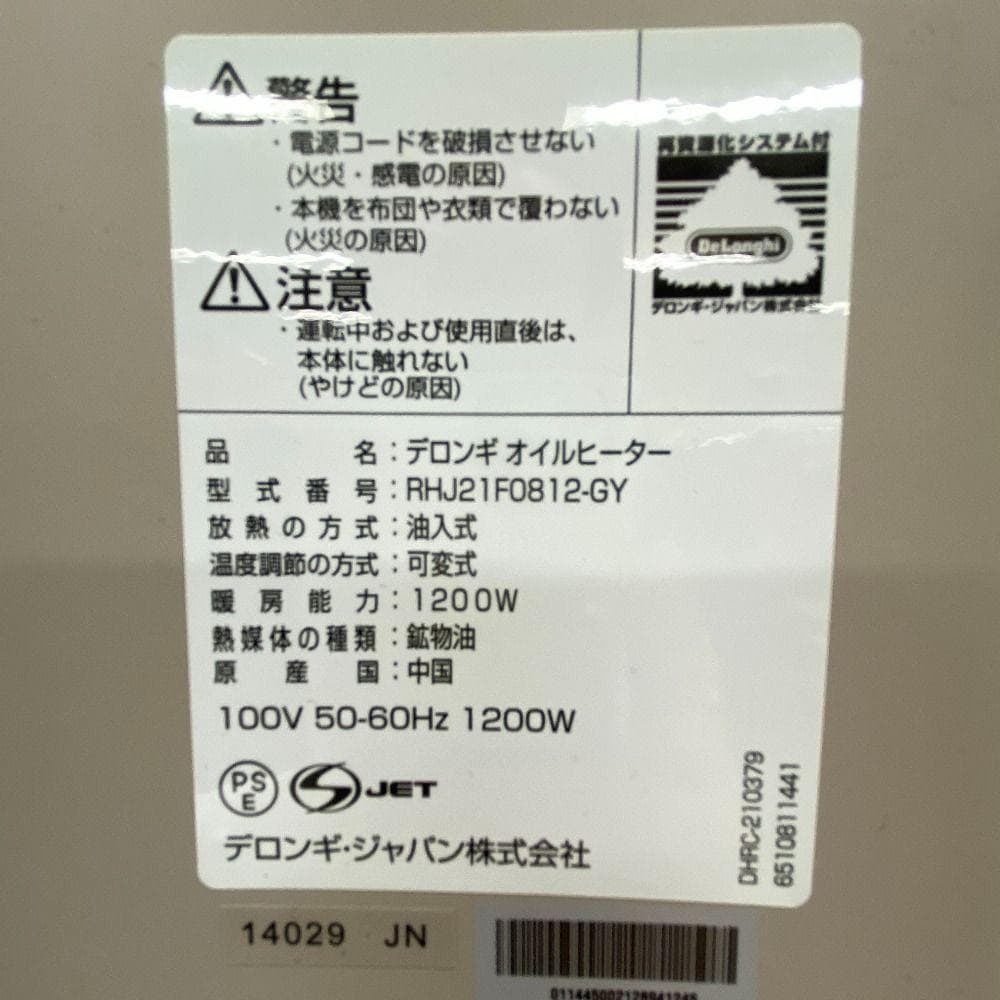 警告
・電源コードを破損させない
(火災・感電の原因)
・本機を布団や衣類で覆わない
(火災の原因)
注意
・運転中および使用直後は、
本体に触れない
(やけどの原因)
再資源化システム付
DeLonghi
デロンギ・ジャパン株式会社
品名：デロンギ オイルヒーター
型式番号：RHJ21F0812-GY
放熱の方式：油入式
温度調節の方式：可変式
暖房能力：1200W
熱媒体の種類：鉱物油
原産国：中国
100V 50-60Hz 1200W
PS
E
S JET
デロンギ・ジャパン株式会社
DHRC-210379
6510811441
14029 JN